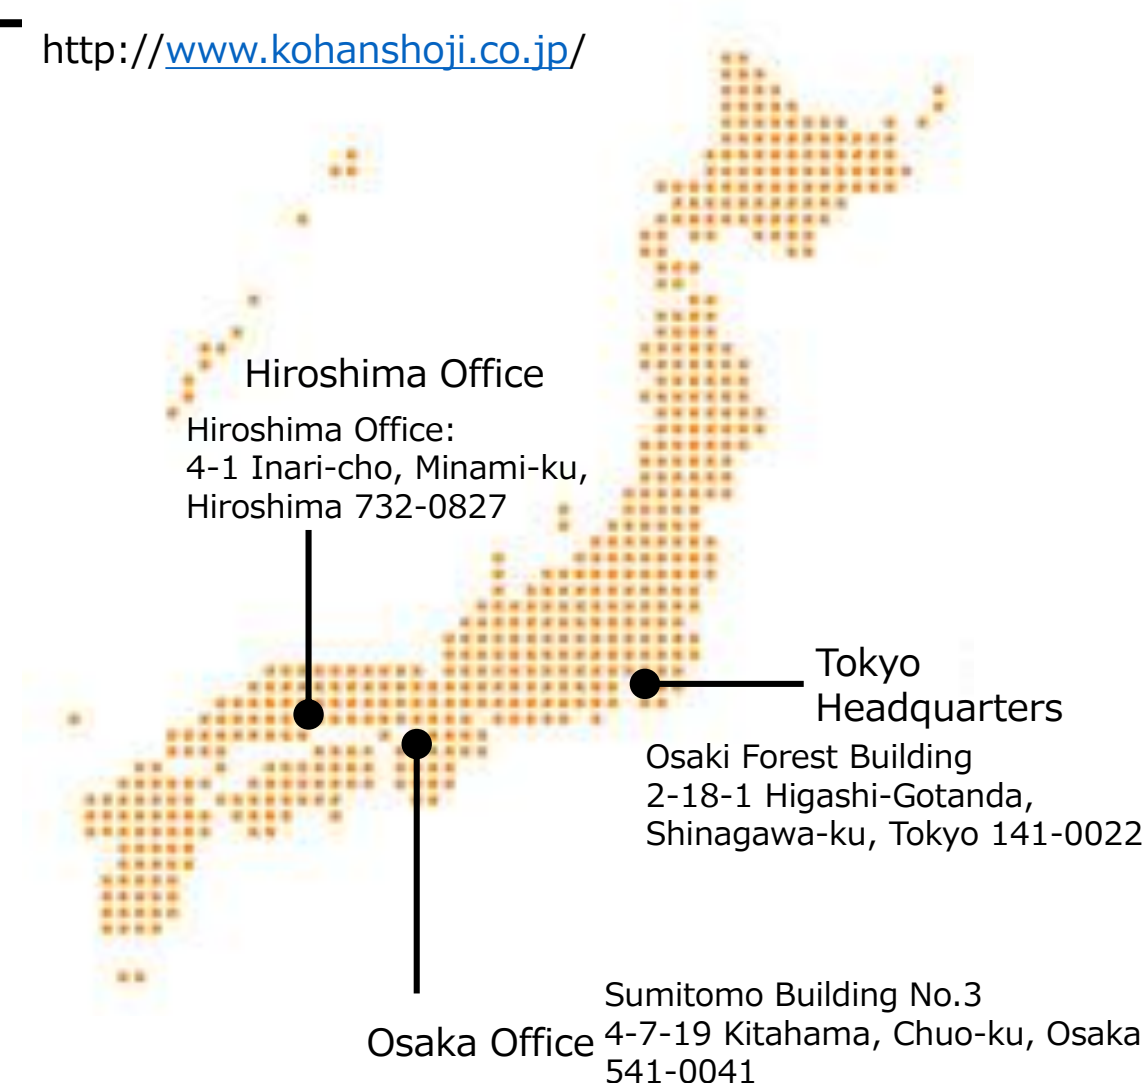 http://www.kohanshoji.co.jp/
Hiroshima Office
Hiroshima Office:
4-1 Inari-cho, Minami-ku,
Hiroshima 732-0827
Tokyo
Headquarters
Osaki Forest Building
2-18-1 Higashi-Gotanda,
Shinagawa-ku, Tokyo 141-0022
Osaka Office
Sumitomo Building No.3
4-7-19 Kitahama, Chuo-ku, Osaka
541-0041